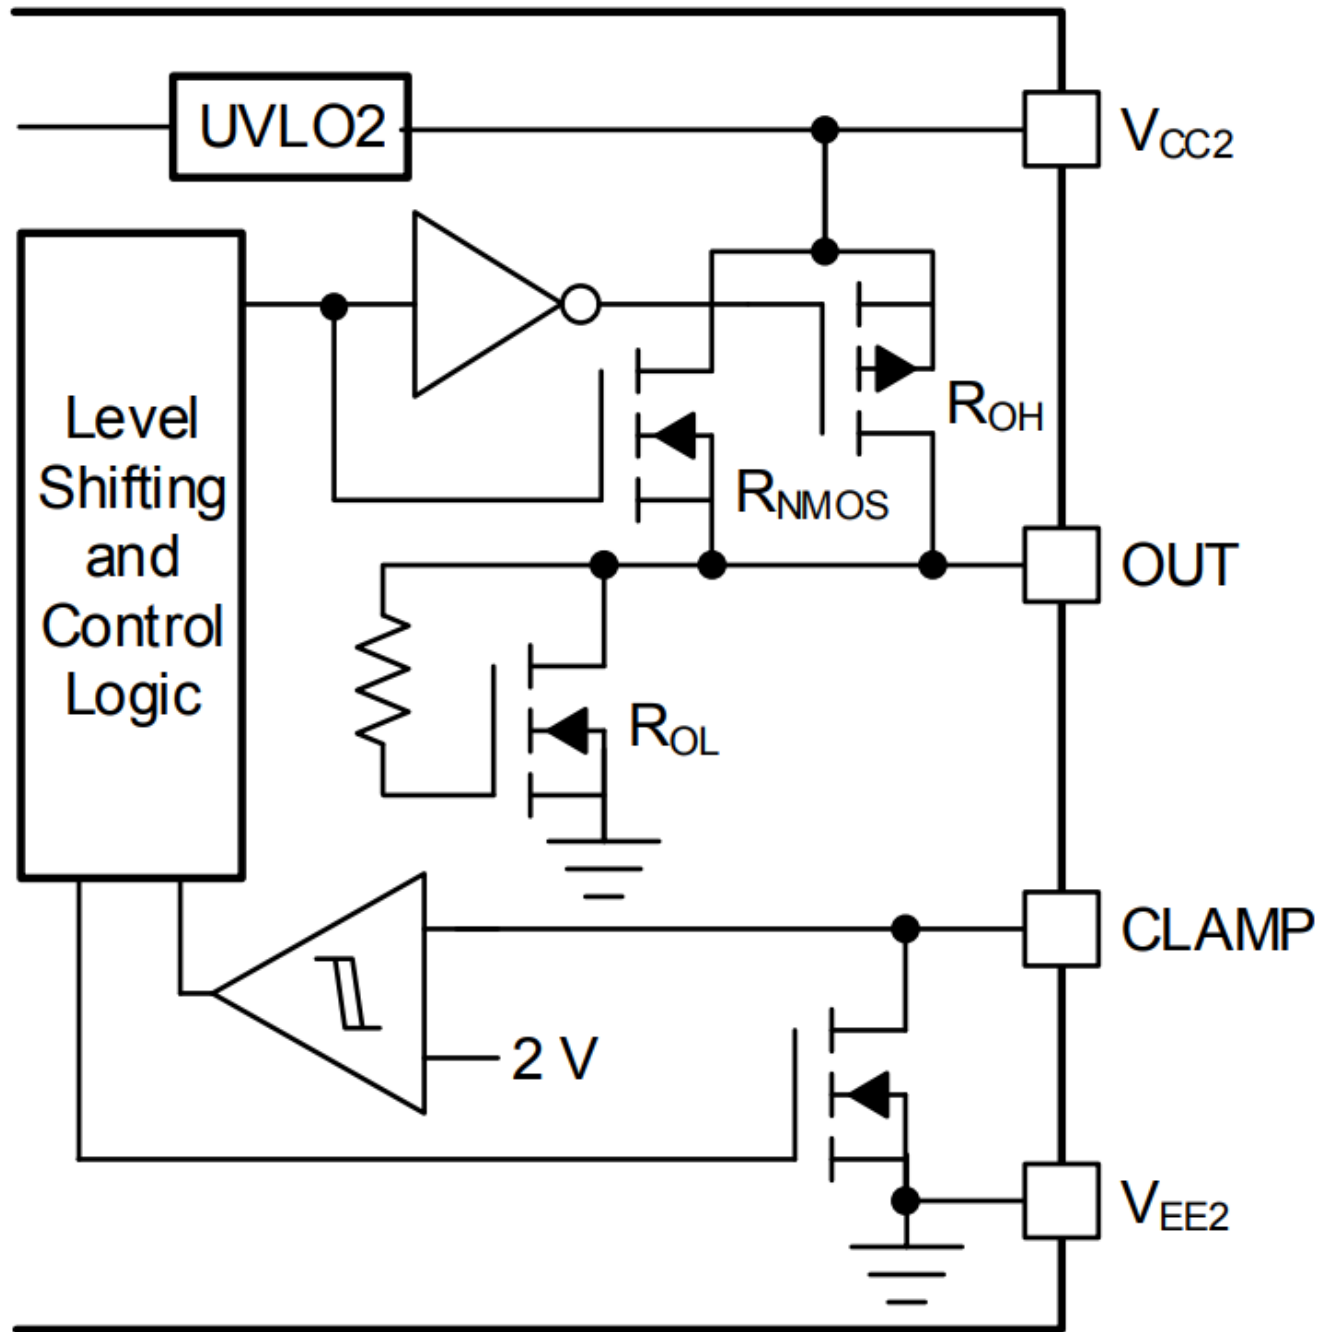 UVLO2
VCC2
Level
Shifting
and
Control
Logic
ROH
RNMOS
OUT
ROL
CLAMP
2 V
VEE2